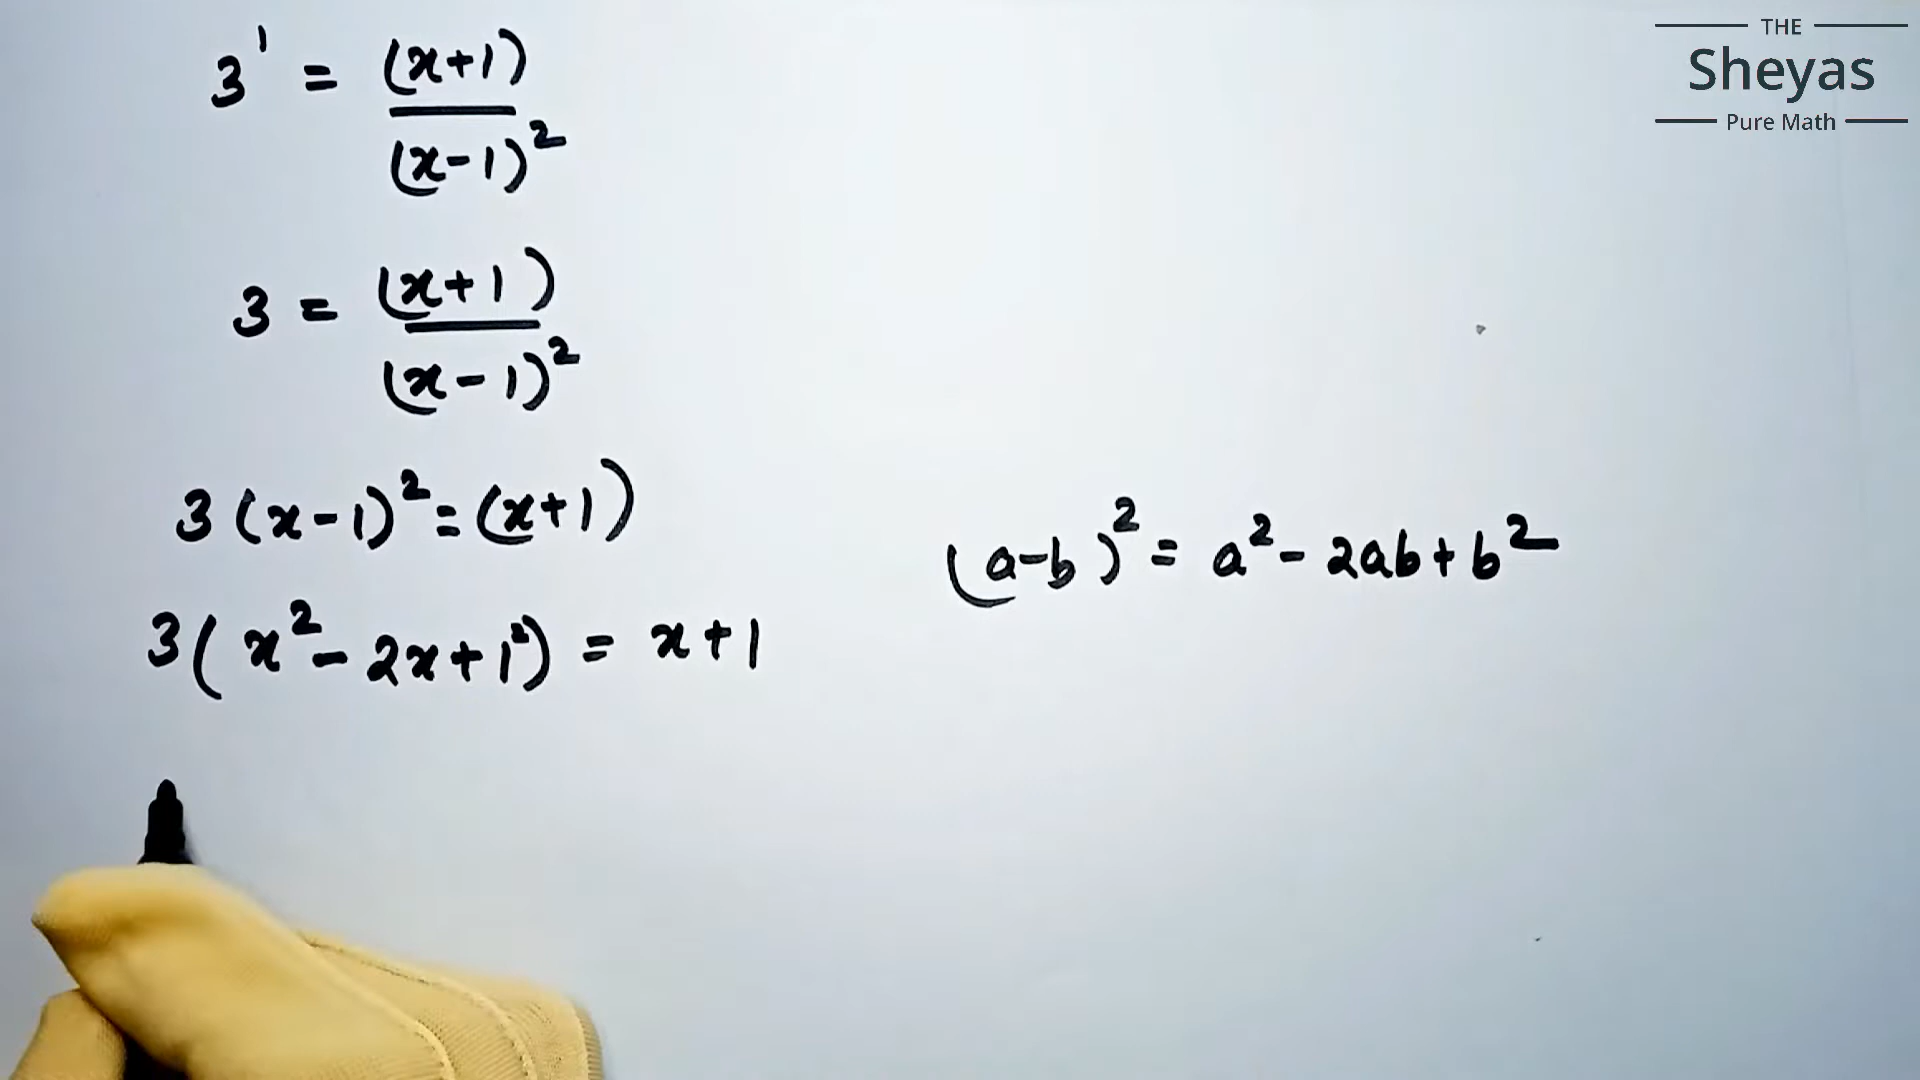 THE
Sheyas
Pure Math
3¹ = (x+1) / (x-1)²
3 = (x+1) / (x-1)²
3(x-1)² = (x+1)
(a-b)² = a² - 2ab + b²
3(x² - 2x + 1²) = x+1